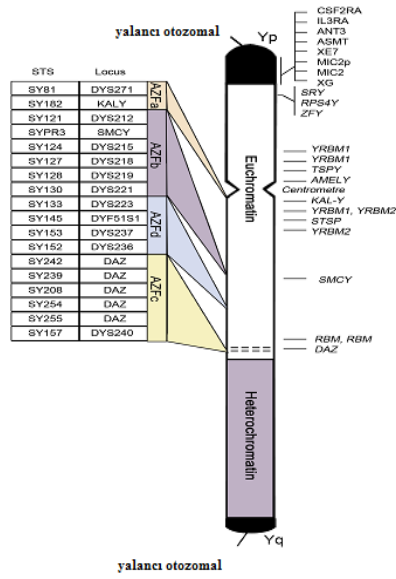 yalancı otozomal
Yp
STS Locus
SY81 DYS271
SY182 KALY
SY121 DYS212
SYPR3 SMCY
SY124 DYS215
SY127 DYS218
SY128 DYS219
SY130 DYS221
SY133 DYS223
SY145 DYF51S1
SY153 DYS237
SY152 DYS236
SY242 DAZ
SY239 DAZ
SY208 DAZ
SY254 DAZ
SY255 DAZ
SY157 DYS240
AZFa
AZFb
AZFd
AZFc
Euchromatin
Heterochromatin
CSF2RA
IL3RA
ANT3
ASMT
XE7
MIC2p
MIC2
XG
SRY
RPS4Y
ZFY
YRBM1
YRBM1
TSPY
AMELY
Centrometre
KAL-Y
YRBM1, YRBM2
STSP
YRBM2
SMCY
RBM, RBM
DAZ
Yq
yalancı otozomal